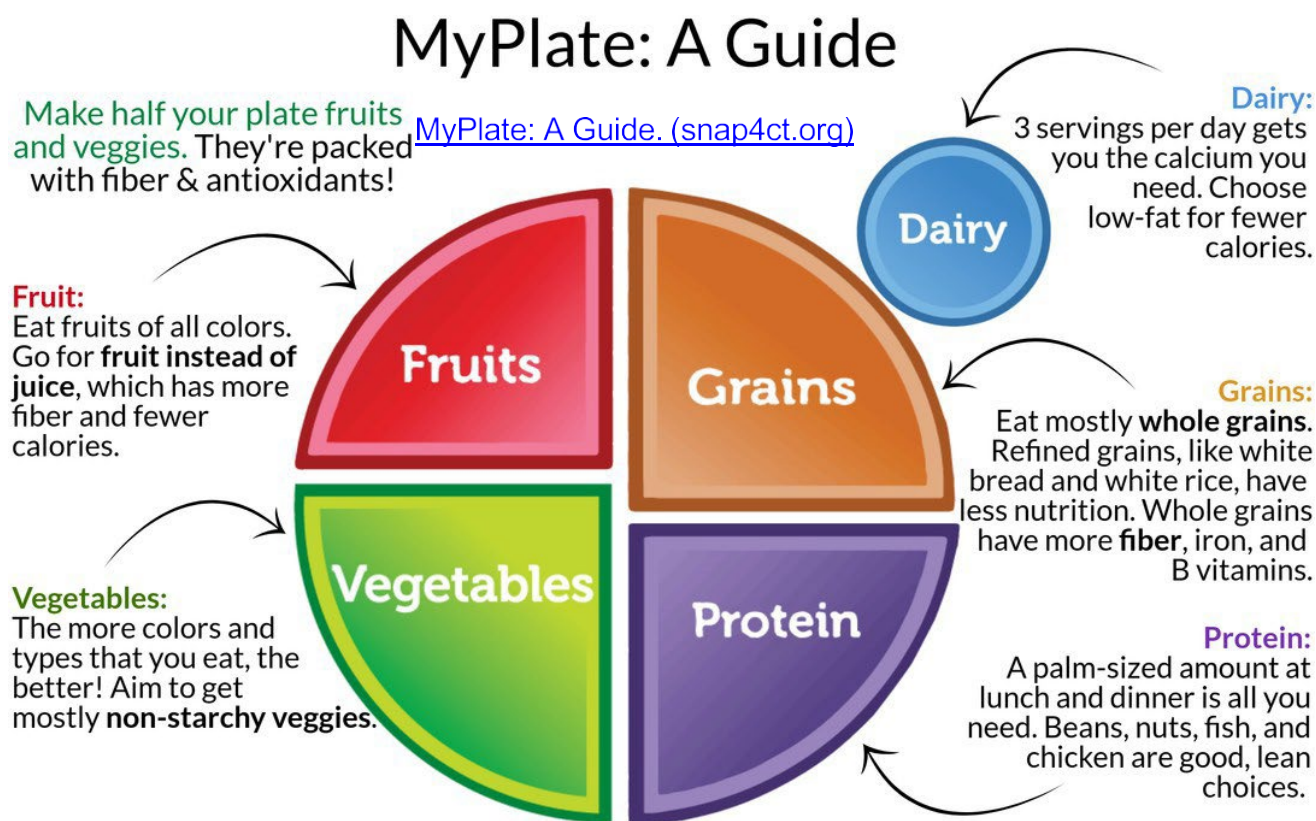 MyPlate: A Guide
Make half your plate fruits
and veggies. They're packed
with fiber & antioxidants!
MyPlate: A Guide. (snap4ct.org)
Dairy:
3 servings per day gets
you the calcium you
need. Choose
low-fat for fewer
calories.
Dairy
Fruit:
Eat fruits of all colors.
Go for fruit instead of
juice, which has more
fiber and fewer
calories.
Fruits
Grains
Grains:
Eat mostly whole grains.
Refined grains, like white
bread and white rice, have
less nutrition. Whole grains
have more fiber, iron, and
B vitamins.
Vegetables:
The more colors and
types that you eat, the
better! Aim to get
mostly non-starchy veggies.
Vegetables
Protein
Protein:
A palm-sized amount at
lunch and dinner is all you
need. Beans, nuts, fish, and
chicken are good, lean
choices.